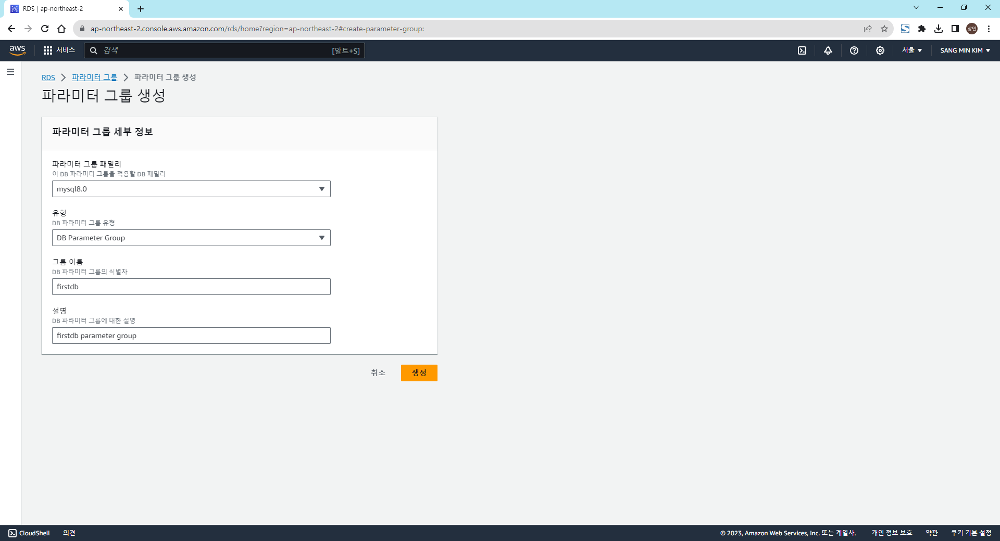 RDS | ap-northeast-2
ap-northeast-2.console.aws.amazon.com/rds/home?region=ap-northeast-2#create-parameter-group:
상민
aws
서비스
검색
[알트+S]
서울
SANG MIN KIM
RDS
파라미터 그룹
파라미터 그룹 생성
파라미터 그룹 생성
파라미터 그룹 세부 정보
파라미터 그룹 패밀리
이 DB 파라미터 그룹을 적용할 DB 패밀리
mysql8.0
유형
DB 파라미터 그룹 유형
DB Parameter Group
그룹 이름
DB 파라미터 그룹의 식별자
firstdb
설명
DB 파라미터 그룹에 대한 설명
firstdb parameter group
취소
생성
CloudShell
의견
© 2023, Amazon Web Services, Inc. 또는 계열사.
개인 정보 보호
약관
쿠키 기본 설정